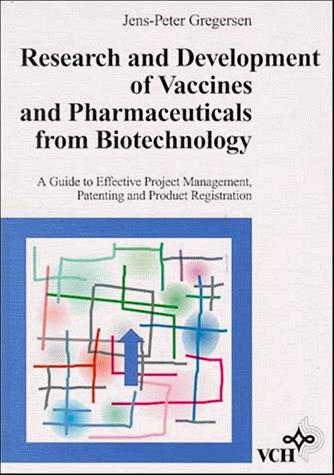 Jens-Peter Gregersen
Research and Development
of Vaccines
and Pharmaceuticals
from Biotechnology
A Guide to Effective Project Management,
Patenting and Product Registration
VCH